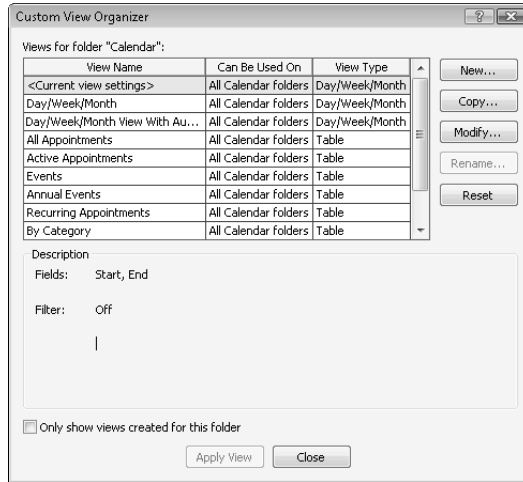 Custom View Organizer
Views for folder "Calendar":
View Name Can Be Used On View Type
<Current view settings> All Calendar folders Day/Week/Month
Day/Week/Month All Calendar folders Day/Week/Month
Day/Week/Month View With Au... All Calendar folders Day/Week/Month
All Appointments All Calendar folders Table
Active Appointments All Calendar folders Table
Events All Calendar folders Table
Annual Events All Calendar folders Table
Recurring Appointments All Calendar folders Table
By Category All Calendar folders Table
New...
Copy...
Modify...
Rename...
Reset
Description
Fields: Start, End
Filter: Off
Only show views created for this folder
Apply View Close